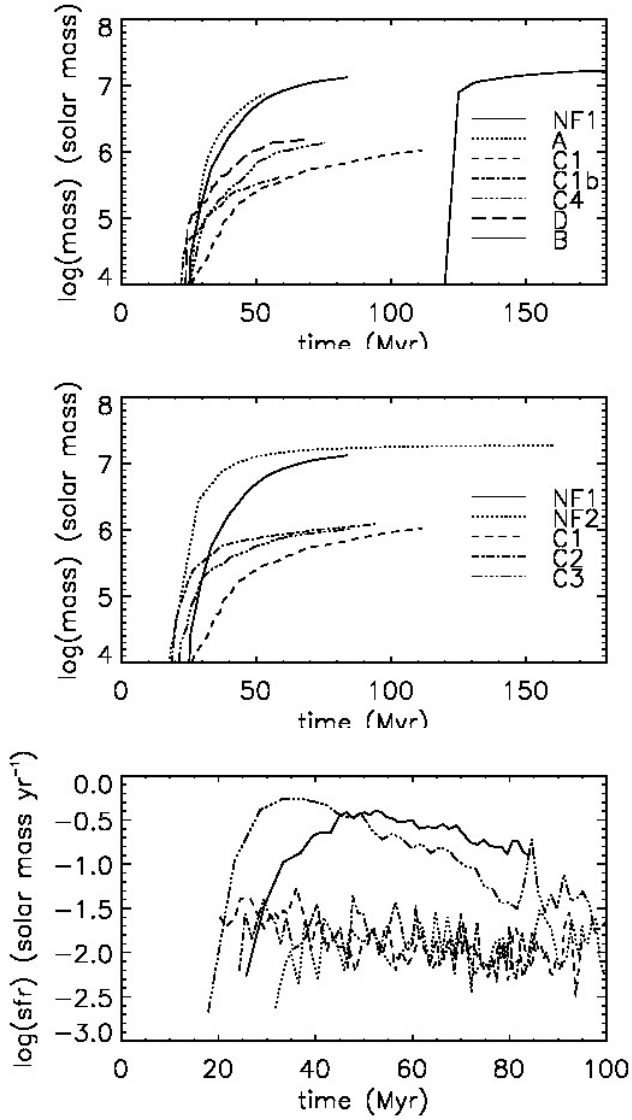 log(mass) (solar mass)
7
6
5
4
NF1
A
C1
C1b
C4
D
B
0 50 100 150
time (Myr)
log(mass) (solar mass)
8
7
6
5
4
NF1
NF2
C1
C2
C3
0 50 100 150
time (Myr)
log(sfr) (solar mass yr⁻¹)
0.0
−0.5
−1.0
−1.5
−2.0
−2.5
−3.0
0 20 40 60 80 100
time (Myr)